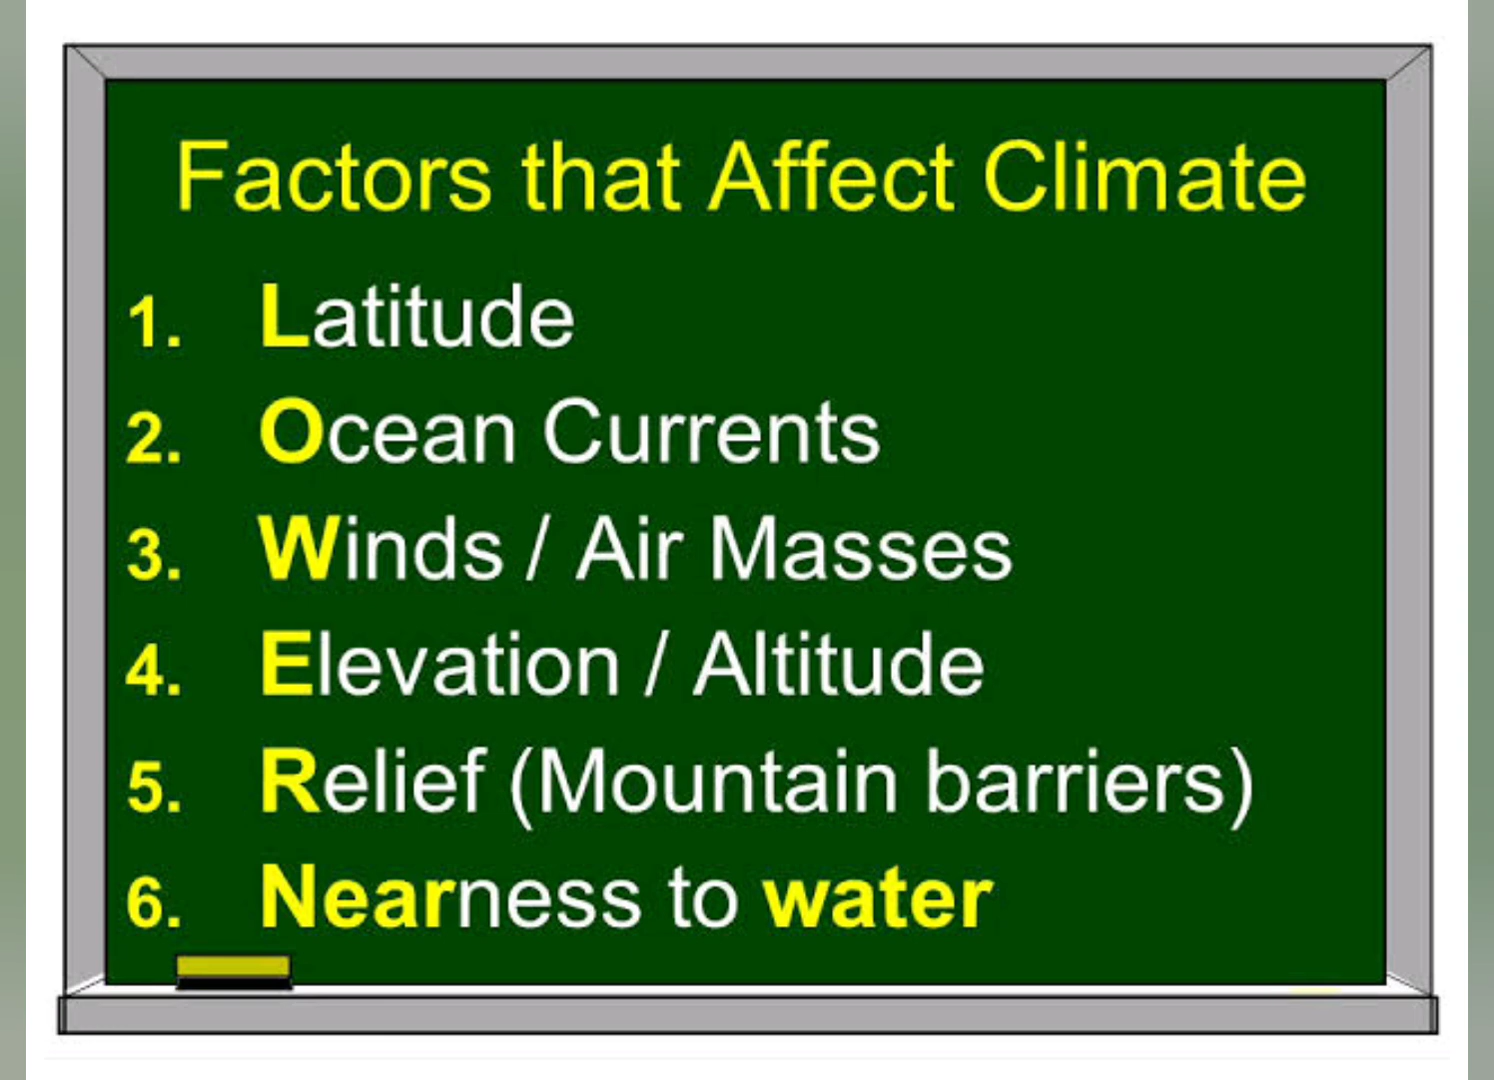 Factors that Affect Climate
1. Latitude
2. Ocean Currents
3. Winds / Air Masses
4. Elevation / Altitude
5. Relief (Mountain barriers)
6. Nearness to water